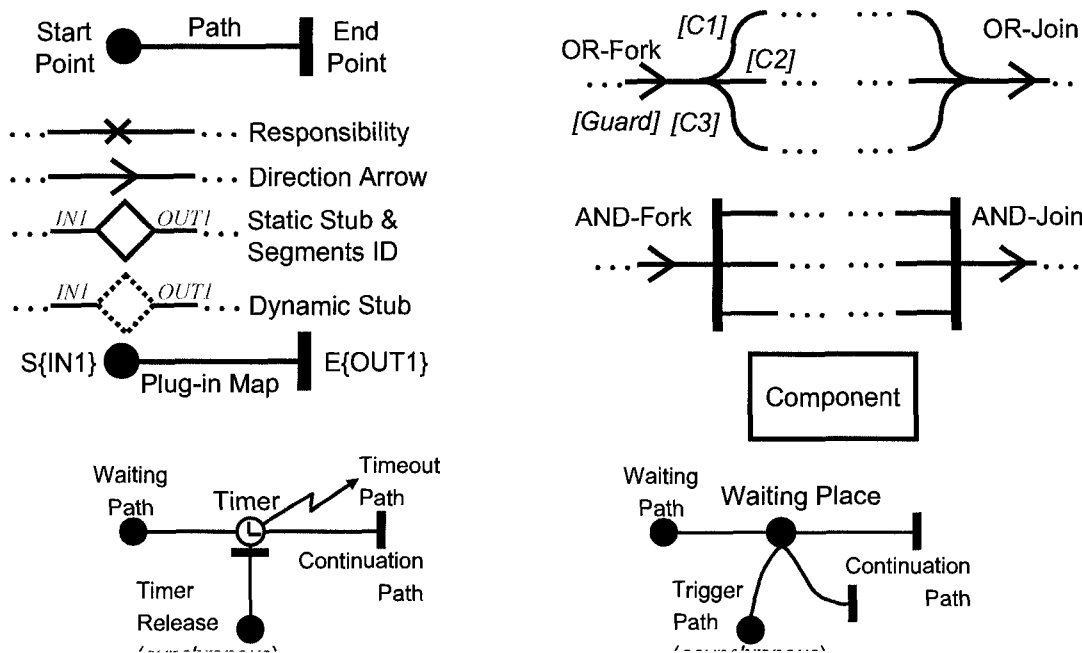 Start
Point
Path
End
Point
... Responsibility
... Direction Arrow
IN1 OUT1
Static Stub &
Segments ID
IN1 OUT1
Dynamic Stub
S{IN1}
Plug-in Map
E{OUT1}
Waiting
Path
Timer
Timeout
Path
Continuation
Path
Timer
Release
(synchronous)
OR-Fork
[C1]
[C2]
[Guard] [C3]
OR-Join
AND-Fork
AND-Join
Component
Waiting
Path
Waiting Place
Trigger
Path
(asynchronous)
Continuation
Path